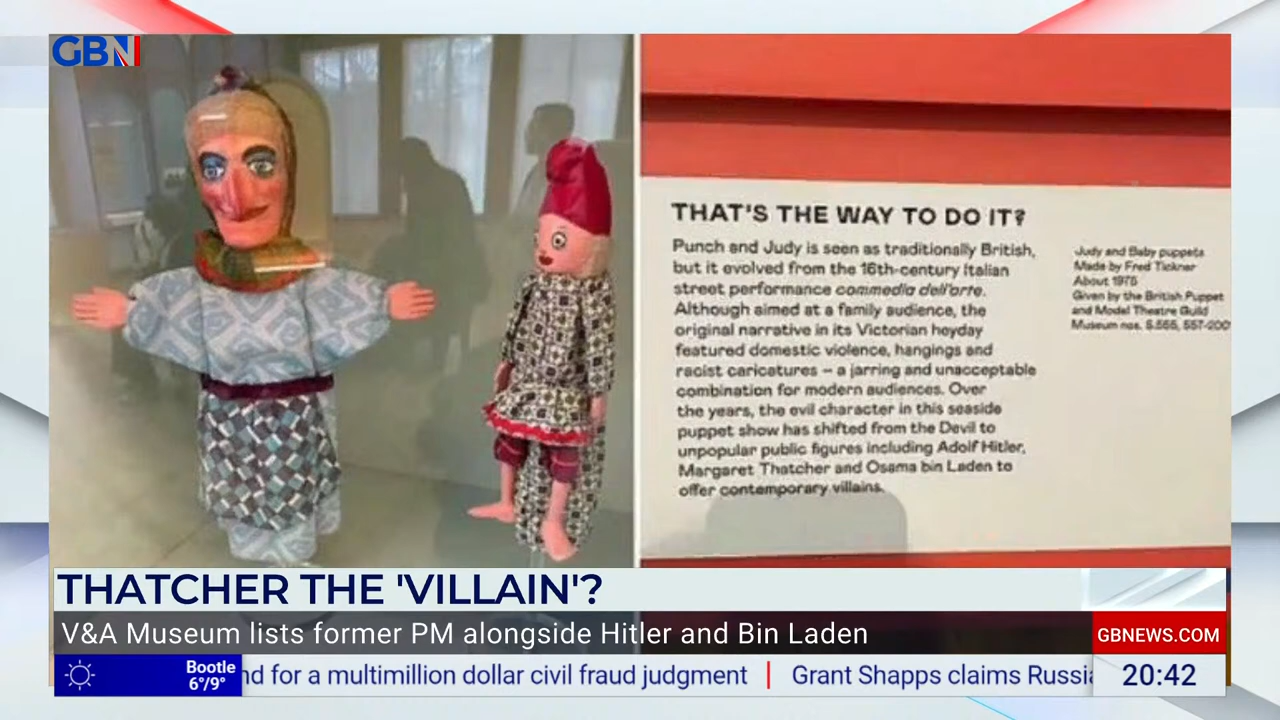 GBN
THAT'S THE WAY TO DO IT?
Punch and Judy is seen as traditionally British,
but it evolved from the 16th-century Italian
street performance commedia dell'arte.
Although aimed at a family audience, the
original narrative in its Victorian heyday
featured domestic violence, hangings and
racist caricatures – a jarring and unacceptable
combination for modern audiences. Over
the years, the evil character in this seaside
puppet show has shifted from the Devil to
unpopular public figures including Adolf Hitler,
Margaret Thatcher and Osama bin Laden to
offer contemporary villains.
Judy and Baby puppets
Made by Fred Tickner
About 1975
Given by the British Puppet
and Model Theatre Guild
Museum nos. S.555, 557-200
THATCHER THE 'VILLAIN'?
V&A Museum lists former PM alongside Hitler and Bin Laden
GBNEWS.COM
Bootle
6°/9°
nd for a multimillion dollar civil fraud judgment | Grant Shapps claims Russia
20:42